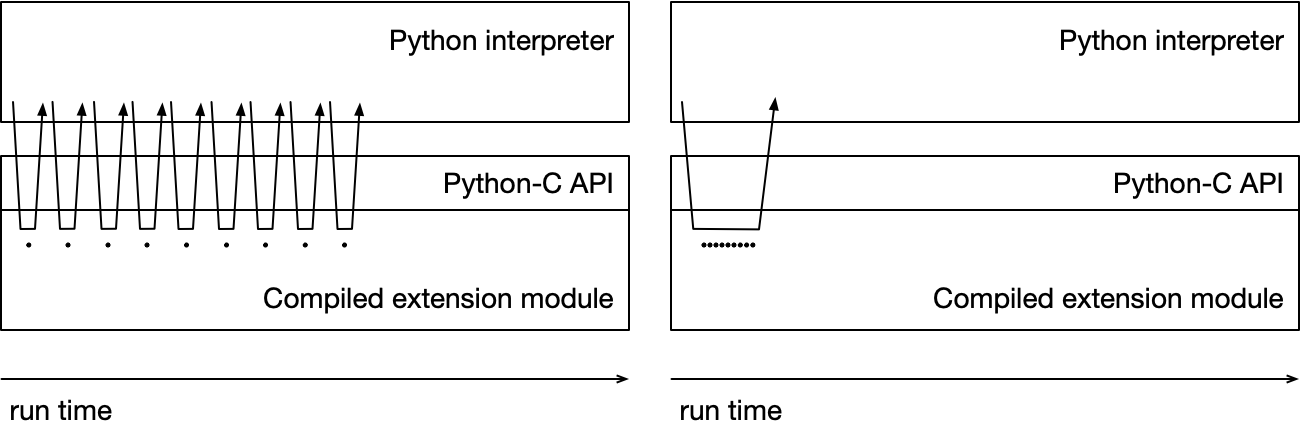 Python interpreter
Python-C API
Compiled extension module
run time
Python interpreter
Python-C API
Compiled extension module
run time